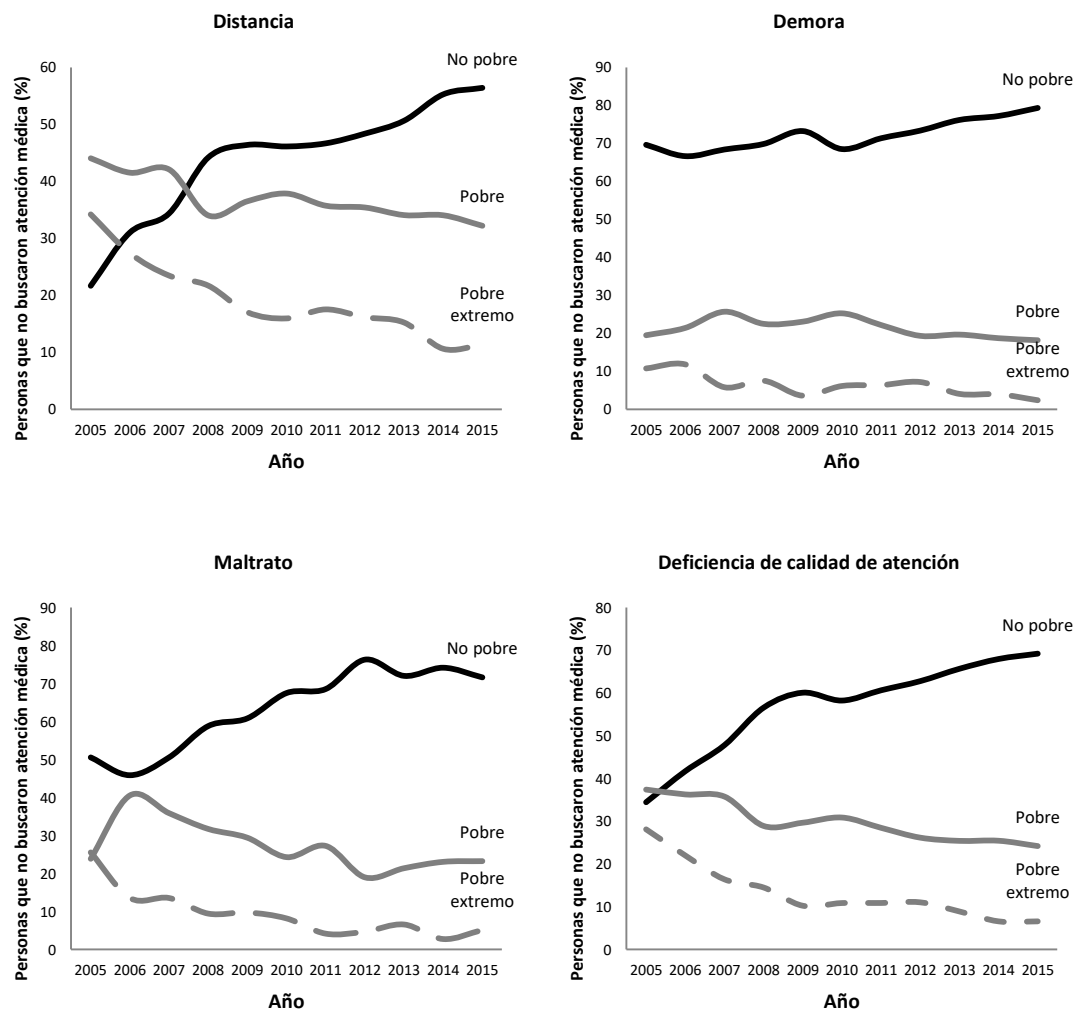 Distancia
Personas que no buscaron atención médica (%)
60
50
40
30
20
10
0
No pobre
Pobre
Pobre
extremo
2005 2006 2007 2008 2009 2010 2011 2012 2013 2014 2015
Año
Demora
Personas que no buscaron atención médica (%)
90
80
70
60
50
40
30
20
10
0
No pobre
Pobre
Pobre
extremo
2005 2006 2007 2008 2009 2010 2011 2012 2013 2014 2015
Año
Maltrato
Personas que no buscaron atención médica (%)
90
80
70
60
50
40
30
20
10
0
No pobre
Pobre
Pobre
extremo
2005 2006 2007 2008 2009 2010 2011 2012 2013 2014 2015
Año
Deficiencia de calidad de atención
Personas que no buscaron atención médica (%)
80
70
60
50
40
30
20
10
0
No pobre
Pobre
Pobre
extremo
2005 2006 2007 2008 2009 2010 2011 2012 2013 2014 2015
Año